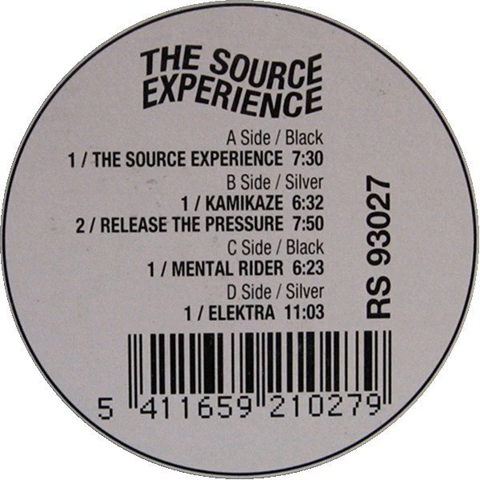 THE SOURCE
EXPERIENCE
A Side / Black
1 / THE SOURCE EXPERIENCE 7:30
B Side / Silver
1 / KAMIKAZE 6:32
2 / RELEASE THE PRESSURE 7:50
C Side / Black
1 / MENTAL RIDER 6:23
D Side / Silver
1 / ELEKTRA 11:03
RS 93027
5 411659 210279